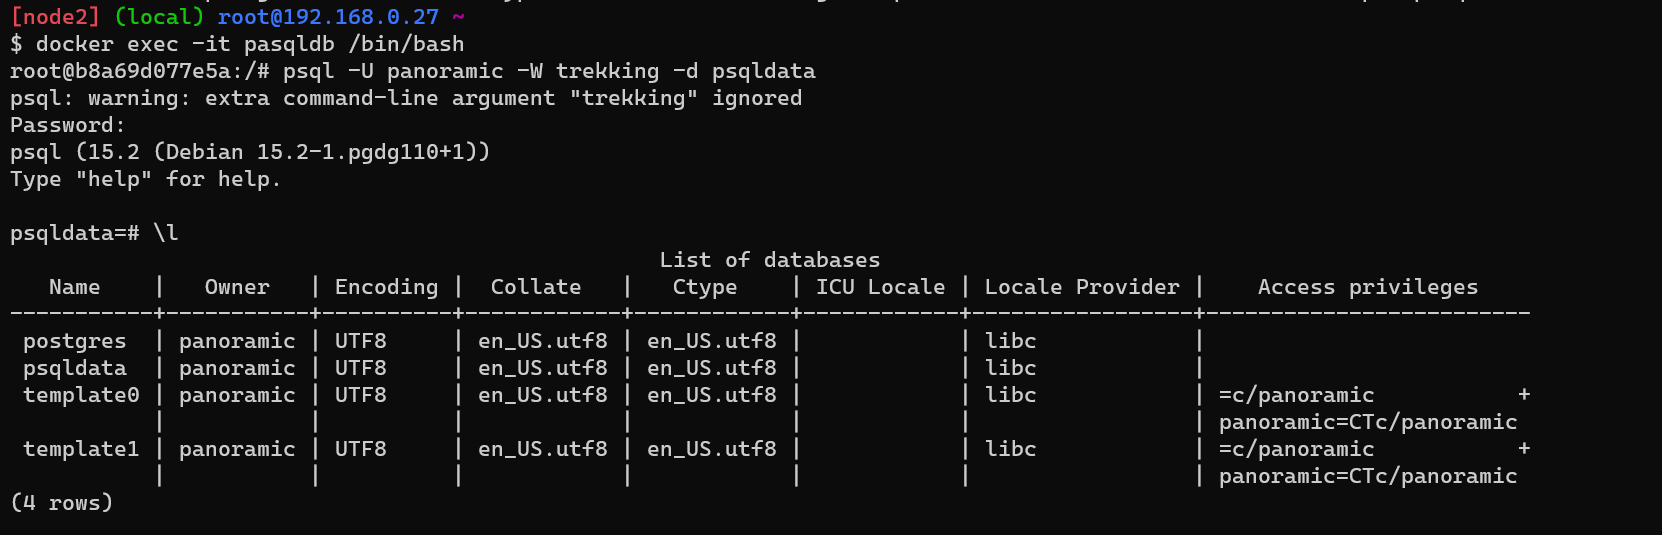 [node2] (local) root@192.168.0.27 ~
$ docker exec -it pasqldb /bin/bash
root@b8a69d077e5a:/# psql -U panoramic -W trekking -d psqldata
psql: warning: extra command-line argument "trekking" ignored
Password:
psql (15.2 (Debian 15.2-1.pgdg110+1))
Type "help" for help.

psqldata=# \l
                                                  List of databases
   Name    |   Owner   | Encoding |  Collate   |   Ctype    | ICU Locale | Locale Provider |    Access privileges
-----------+-----------+----------+------------+------------+------------+-----------------+-------------------------
 postgres  | panoramic | UTF8     | en_US.utf8 | en_US.utf8 |            | libc            |
 psqldata  | panoramic | UTF8     | en_US.utf8 | en_US.utf8 |            | libc            |
 template0 | panoramic | UTF8     | en_US.utf8 | en_US.utf8 |            | libc            | =c/panoramic           +
           |           |          |            |            |            |                 | panoramic=CTc/panoramic
 template1 | panoramic | UTF8     | en_US.utf8 | en_US.utf8 |            | libc            | =c/panoramic           +
           |           |          |            |            |            |                 | panoramic=CTc/panoramic
(4 rows)